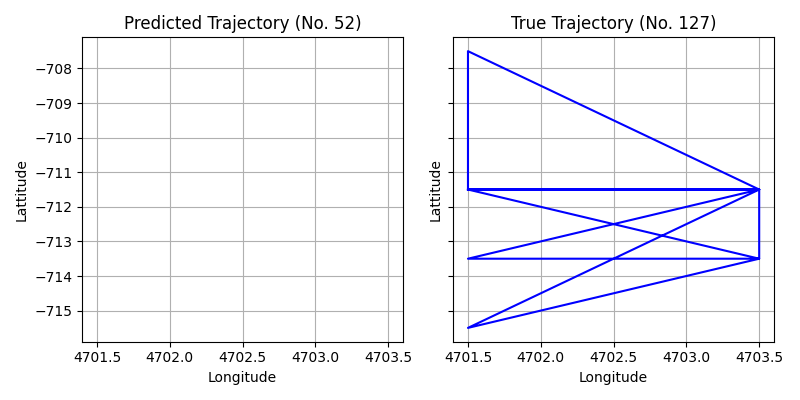 Predicted Trajectory (No. 52)
True Trajectory (No. 127)
−708
−709
−710
−711
−712
−713
−714
−715
Lattitude
Lattitude
4701.5 4702.0 4702.5 4703.0 4703.5
4701.5 4702.0 4702.5 4703.0 4703.5
Longitude
Longitude